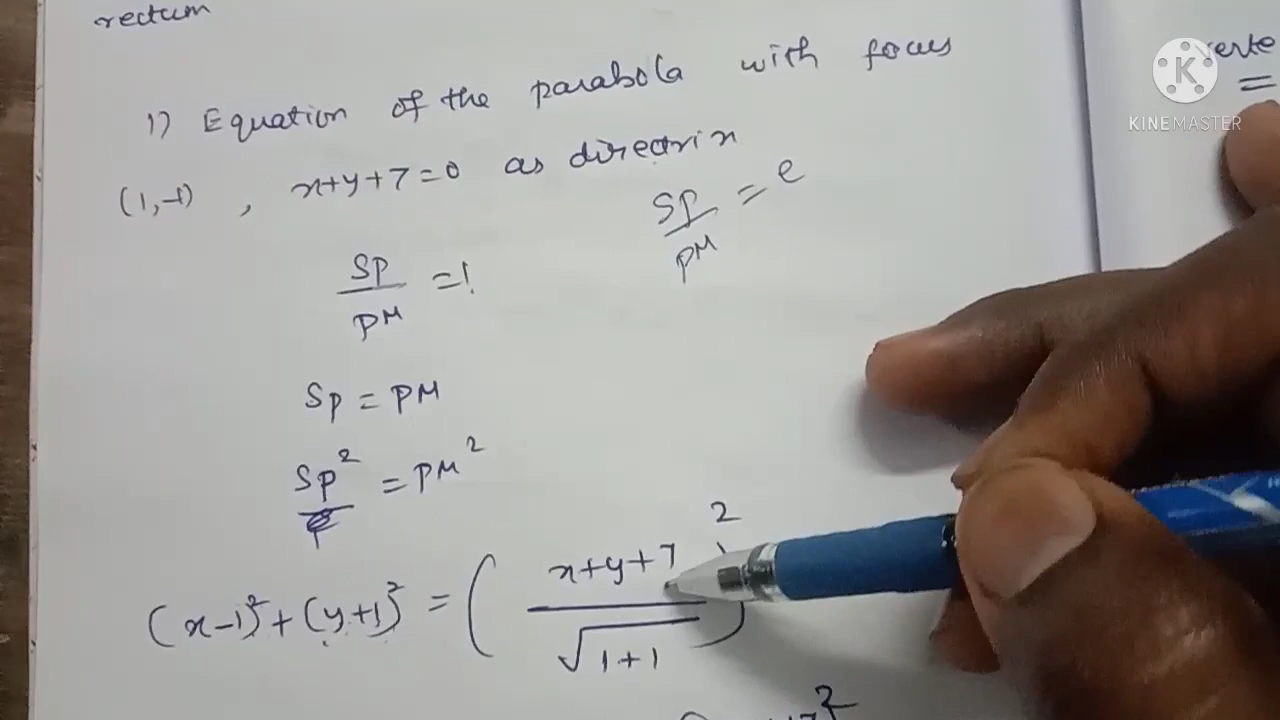 rectum
1) Equation of the parabola with focus
(1,-1) , x+y+7=0 as directrix
SP/PM = e
SP/PM = 1
SP = PM
SP² = PM²
(x-1)²+(y+1)² = (x+y+7/√1+1)²
K
KINEMASTER